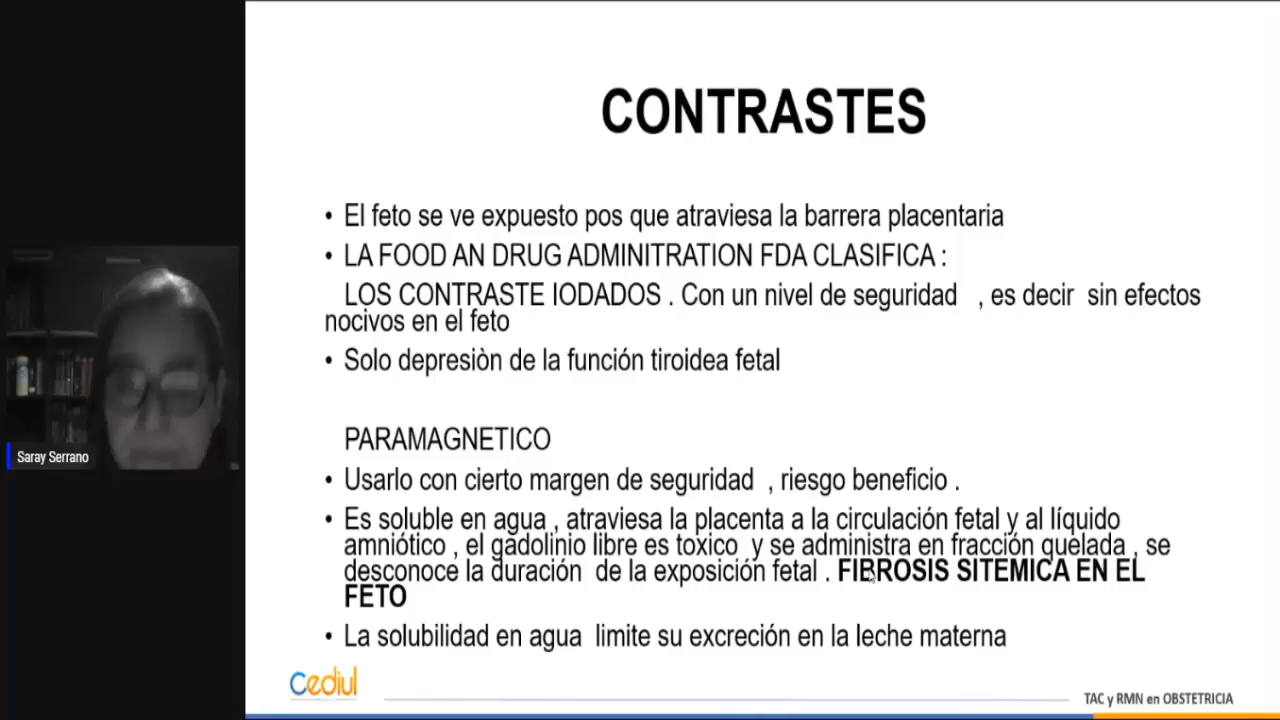 CONTRASTES
• El feto se ve expuesto pos que atraviesa la barrera placentaria
• LA FOOD AN DRUG ADMINITRATION FDA CLASIFICA :
LOS CONTRASTE IODADOS . Con un nivel de seguridad , es decir sin efectos
nocivos en el feto
• Solo depresiòn de la función tiroidea fetal
PARAMAGNETICO
• Usarlo con cierto margen de seguridad , riesgo beneficio .
• Es soluble en agua , atraviesa la placenta a la circulación fetal y al líquido
amniótico , el gadolinio libre es toxico y se administra en fracción quelada , se
desconoce la duración de la exposición fetal . FIBROSIS SITEMICA EN EL
FETO
• La solubilidad en agua limite su excreción en la leche materna
Saray Serrano
Cediul
TAC y RMN en OBSTETRICIA